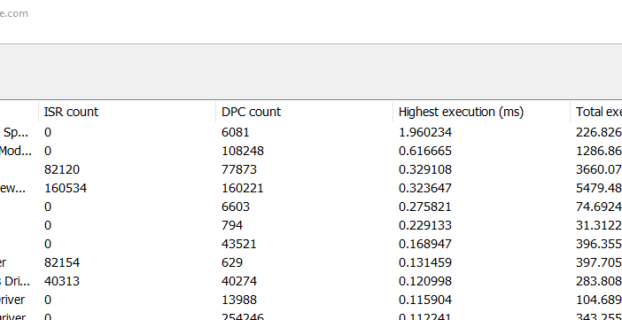 e.com
ISR count DPC count Highest execution (ms) Total exe
Sp... 0 6081 1.960234 226.826
Mod... 0 108248 0.616665 1286.86
82120 77873 0.329108 3660.07
ew... 160534 160221 0.323647 5479.48
0 6603 0.275821 74.6924
0 794 0.229133 31.3122
0 43521 0.168947 396.355
er 82154 629 0.131459 397.705
s Dri... 40313 40274 0.120998 283.808
river 0 13988 0.115904 104.689
river 0 254246 0.112241 343.255